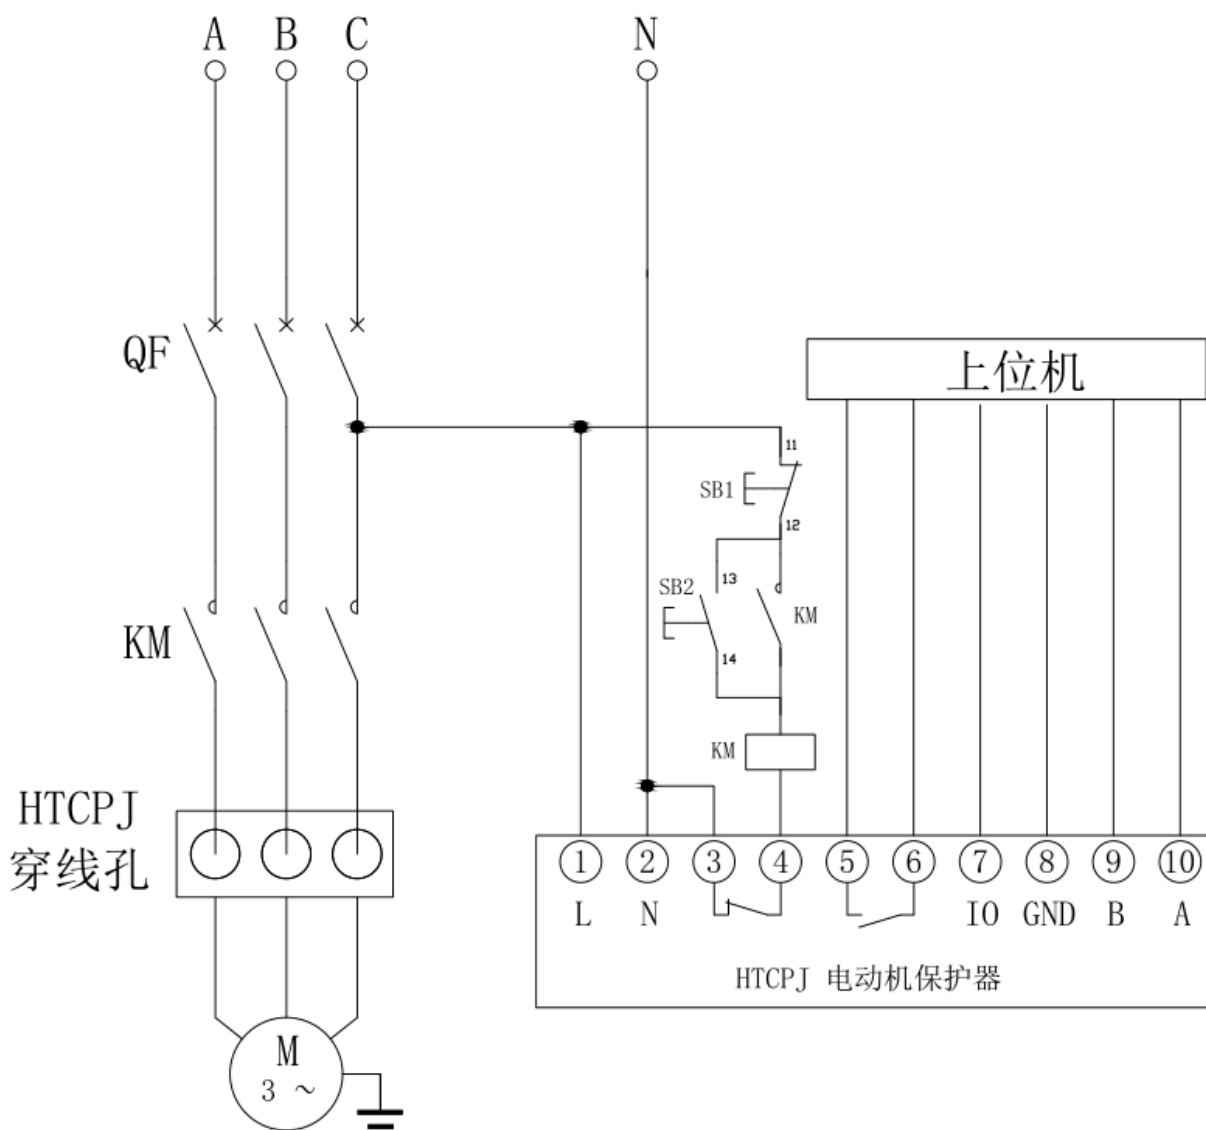 A B C N
QF
上位机
11
SB1
12
13
SB2
KM
KM
14
KM
HTCPJ
穿线孔
① ② ③ ④ ⑤ ⑥ ⑦ ⑧ ⑨ ⑩
L N IO GND B A
HTCPJ 电动机保护器
M
3 ~